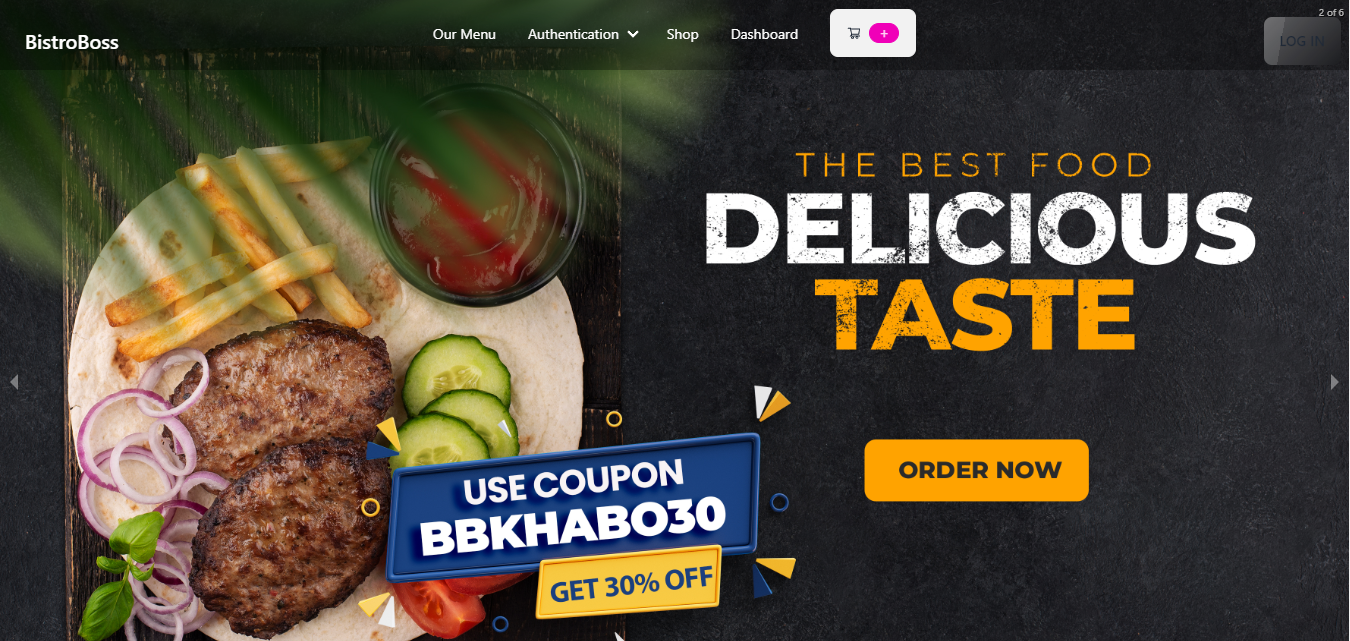 BistroBoss
Our Menu
Authentication
Shop
Dashboard
+
2 of 6
LOG IN
THE BEST FOOD
DELICIOUS
TASTE
ORDER NOW
USE COUPON
BBKHABO30
GET 30% OFF